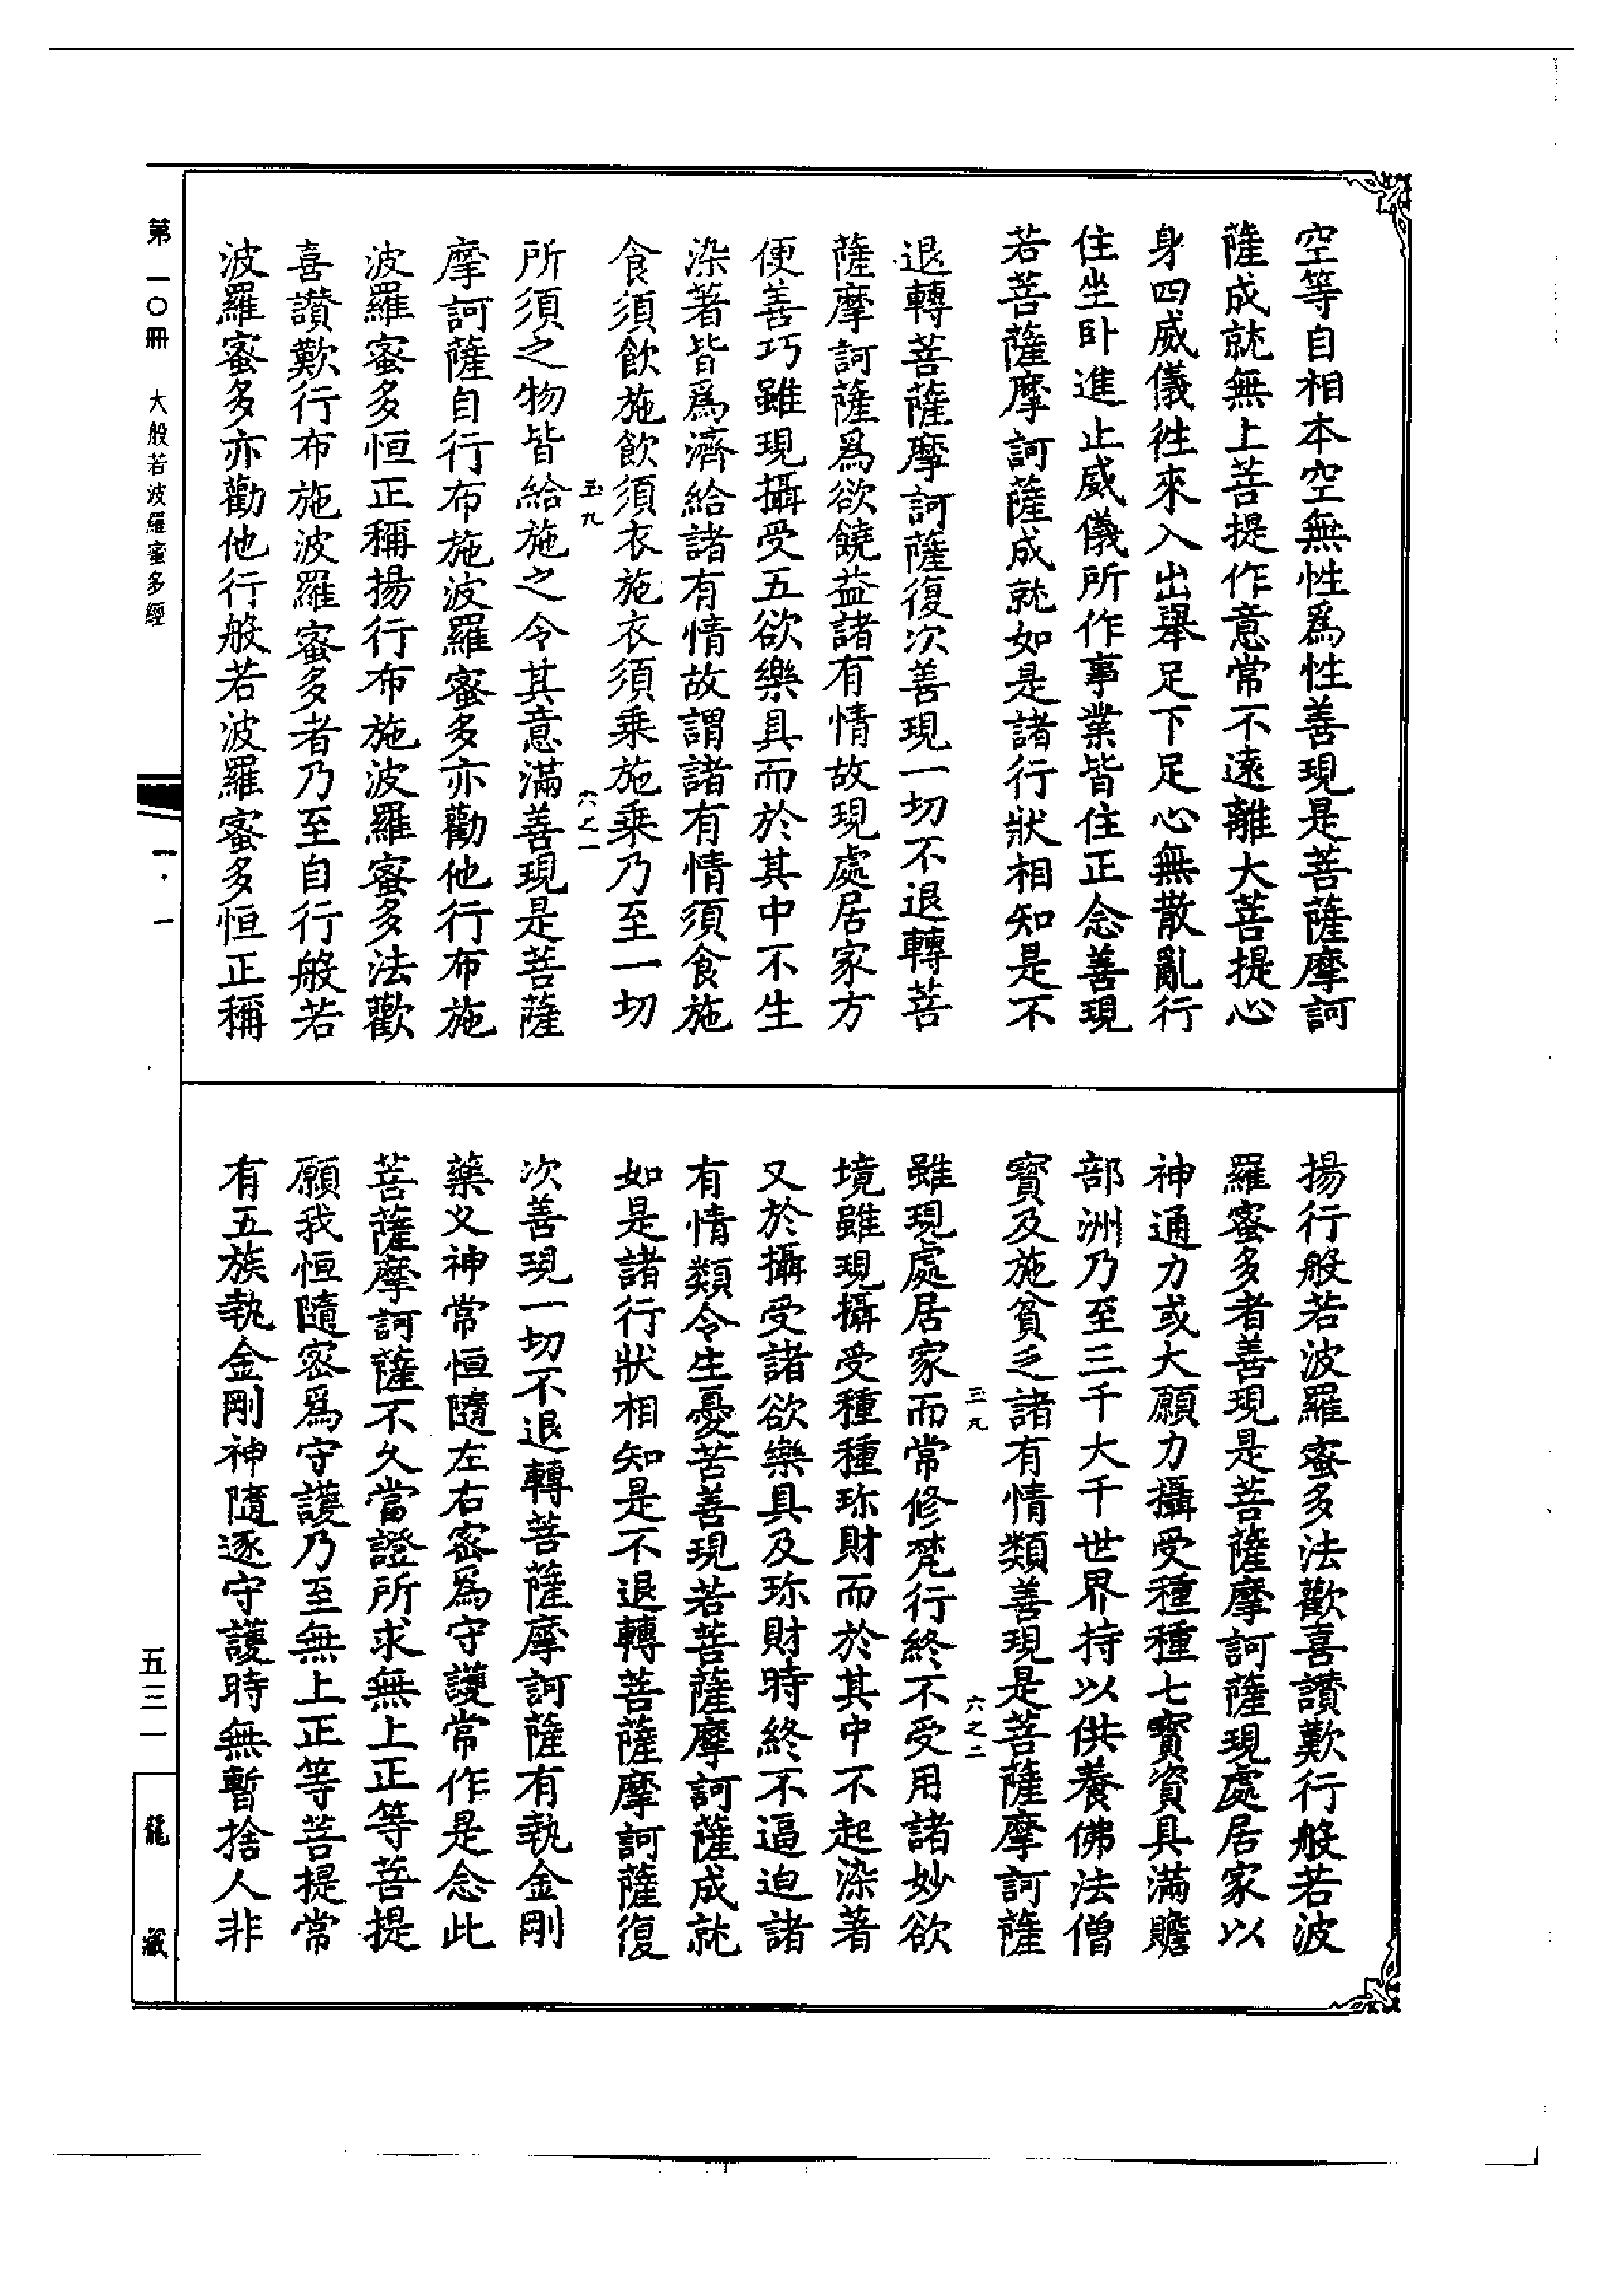 空等自相本空無性爲性善現是菩薩摩訶
薩成就無上菩提作意常不遠離大菩提心
身四威儀徃來入出舉足下足心無散亂行
住坐卧進止威儀所作事業皆住正念善現
若菩薩摩訶薩成就如是諸行狀相知是不
退轉菩薩摩訶薩復次善現一切不退轉菩
薩摩訶薩爲欲饒益諸有情故現處居家方
便善巧雖現攝受五欲樂具而於其中不生
染著皆爲濟給諸有情故謂諸有情須食施
食須飲施飲須衣施衣須乘施乘乃至一切
玉九 六之一
所須之物皆給施之令其意滿善現是菩薩
摩訶薩自行布施波羅蜜多亦勸他行布施
波羅蜜多恒正稱揚行布施波羅蜜多法歡
喜讚歎行布施波羅蜜多者乃至自行般若
波羅蜜多亦勸他行般若波羅蜜多恒正稱
揚行般若波羅蜜多法歡喜讚歎行般若波
羅蜜多者善現是菩薩摩訶薩現處居家以
神通力或大願力攝受種種七寶資具滿贍
部洲乃至三千大千世界持以供養佛法僧
寶及施貧乏諸有情類善現是菩薩摩訶薩
三九 六之二
雖現處居家而常修梵行終不受用諸妙欲
境雖現攝受種種珎財而於其中不起染著
又於攝受諸欲樂具及珎財時終不逼迫諸
有情類令生憂苦善現若菩薩摩訶薩成就
如是諸行狀相知是不退轉菩薩摩訶薩復
次善現一切不退轉菩薩摩訶薩有執金剛
藥义神常恒隨左右密爲守護常作是念此
菩薩摩訶薩不久當證所求無上正等菩提
願我恒隨密爲守護乃至無上正等菩提常
有五族執金剛神隨逐守護時無暫捨人非
第一〇冊 大般若波羅蜜多經 一·一 五三一 龍藏